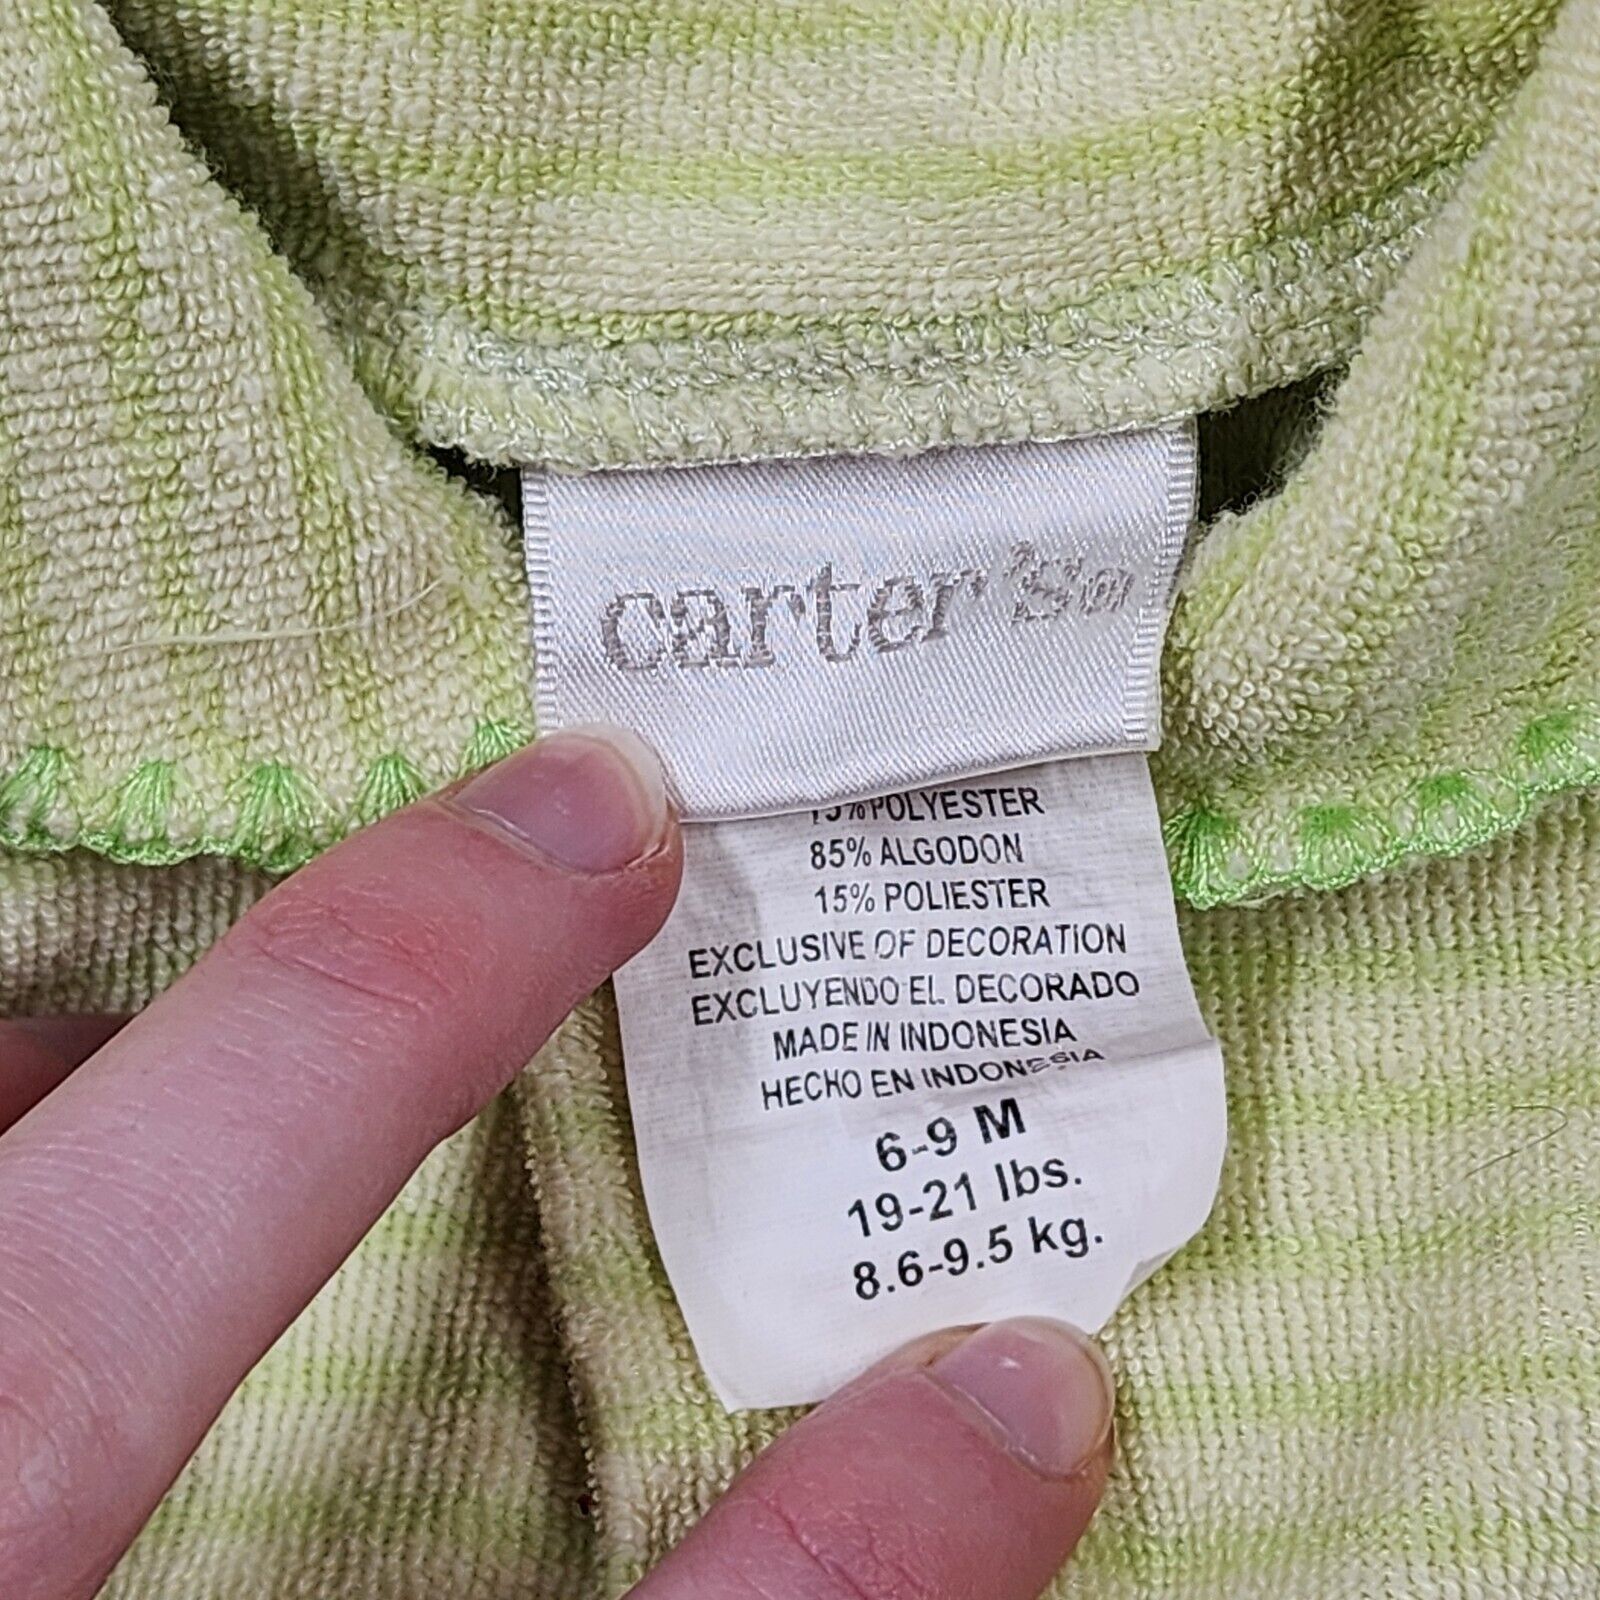 carter's®
15% POLYESTER
85% ALGODON
15% POLIESTER
EXCLUSIVE OF DECORATION
EXCLUYENDO EL DECORADO
MADE IN INDONESIA
HECHO EN INDONESIA
6-9 M
19-21 lbs.
8.6-9.5 kg.